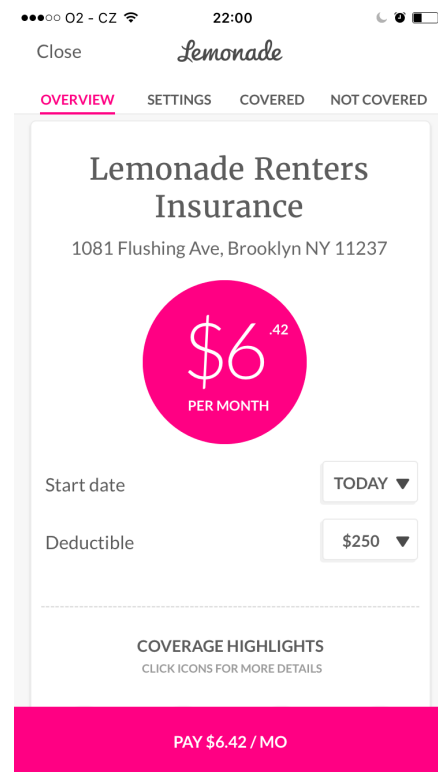 O2 - CZ 22:00
Close Lemonade
OVERVIEW SETTINGS COVERED NOT COVERED
Lemonade Renters
Insurance
1081 Flushing Ave, Brooklyn NY 11237
$6.42
PER MONTH
Start date TODAY
Deductible $250
COVERAGE HIGHLIGHTS
CLICK ICONS FOR MORE DETAILS
PAY $6.42 / MO